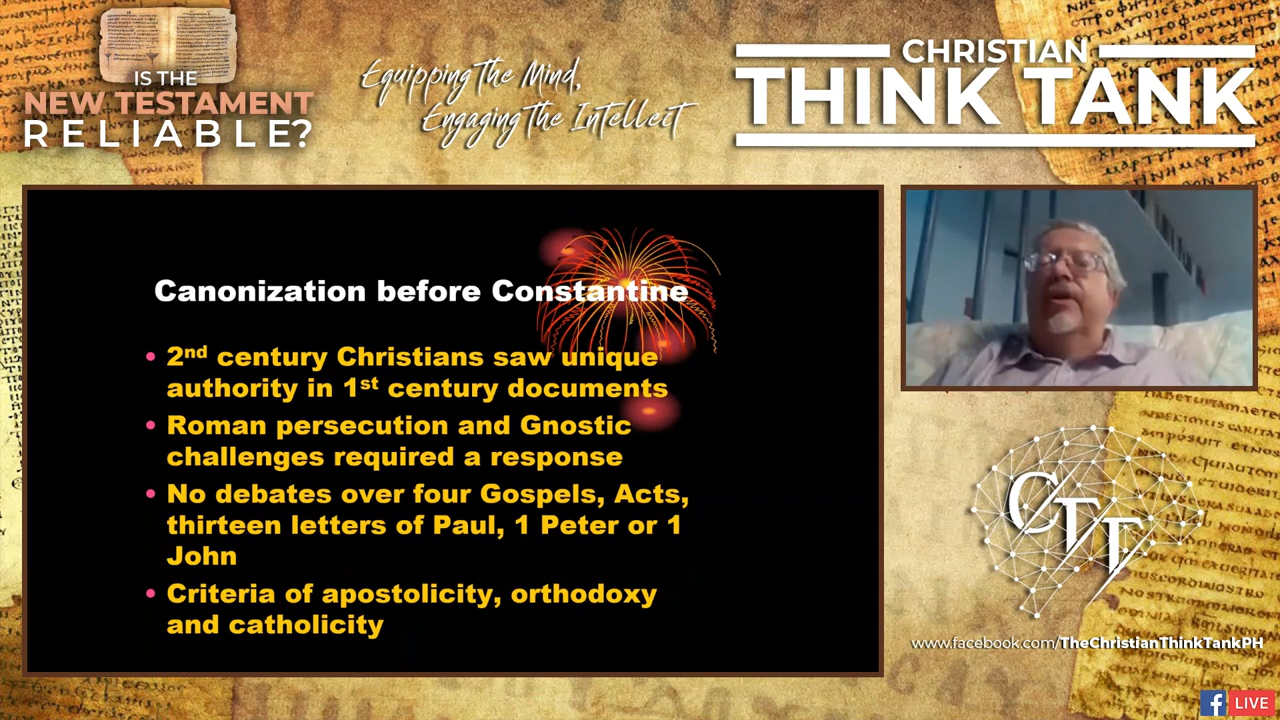 IS THE
NEW TESTAMENT
RELIABLE?
Equipping The Mind,
Engaging The Intellect
CHRISTIAN
THINK TANK
Canonization before Constantine
• 2nd century Christians saw unique
authority in 1st century documents
• Roman persecution and Gnostic
challenges required a response
• No debates over four Gospels, Acts,
thirteen letters of Paul, 1 Peter or 1
John
• Criteria of apostolicity, orthodoxy
and catholicity
CTT
www.facebook.com/TheChristianThinkTankPH
f LIVE